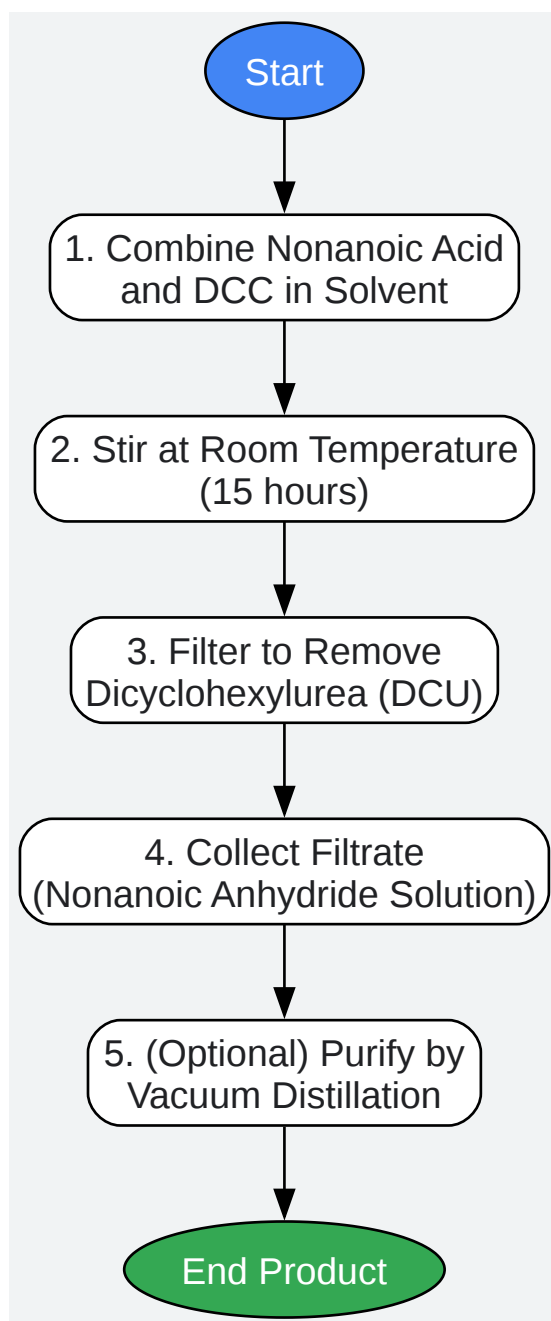 Start
1. Combine Nonanoic Acid
and DCC in Solvent
2. Stir at Room Temperature
(15 hours)
3. Filter to Remove
Dicyclohexylurea (DCU)
4. Collect Filtrate
(Nonanoic Anhydride Solution)
5. (Optional) Purify by
Vacuum Distillation
End Product